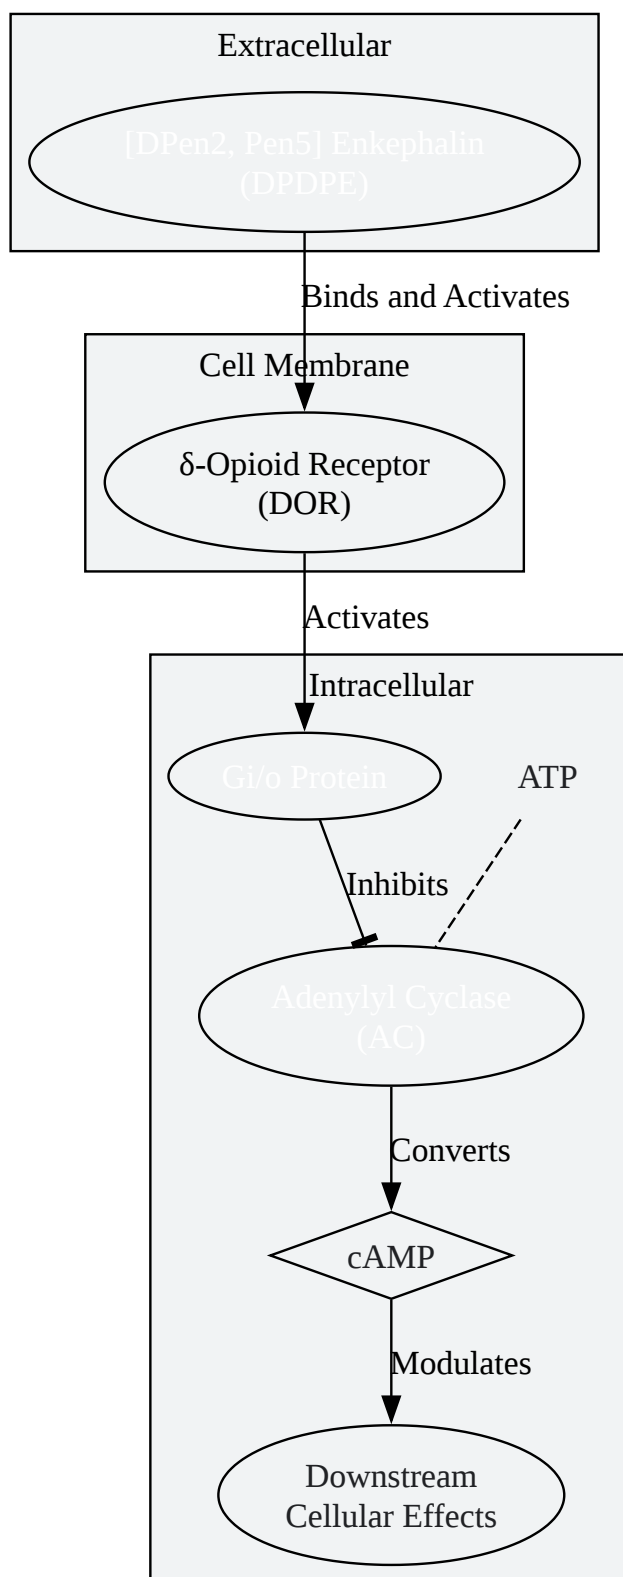 Extracellular
[DPen2, Pen5] Enkephalin
(DPDPE)
Binds and Activates
Cell Membrane
δ-Opioid Receptor
(DOR)
Activates
Intracellular
Gi/o Protein
ATP
Inhibits
Adenylyl Cyclase
(AC)
Converts
cAMP
Modulates
Downstream
Cellular Effects